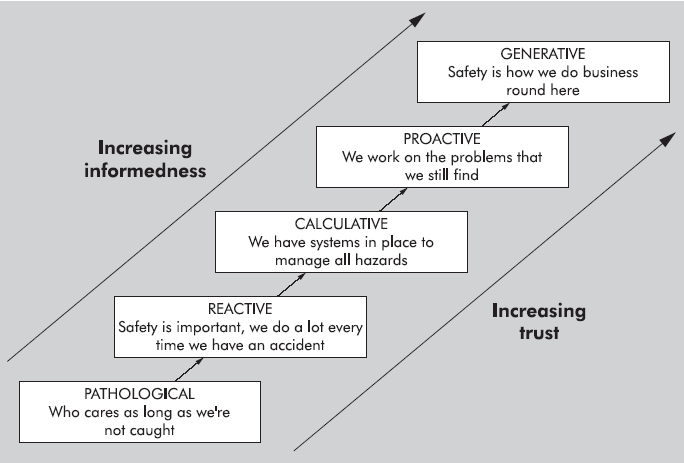 GENERATIVE
Safety is how we do business
round here
Increasing
informedness
PROACTIVE
We work on the problems that
we still find
CALCULATIVE
We have systems in place to
manage all hazards
Increasing
trust
REACTIVE
Safety is important, we do a lot every
time we have an accident
PATHOLOGICAL
Who cares as long as we're
not caught